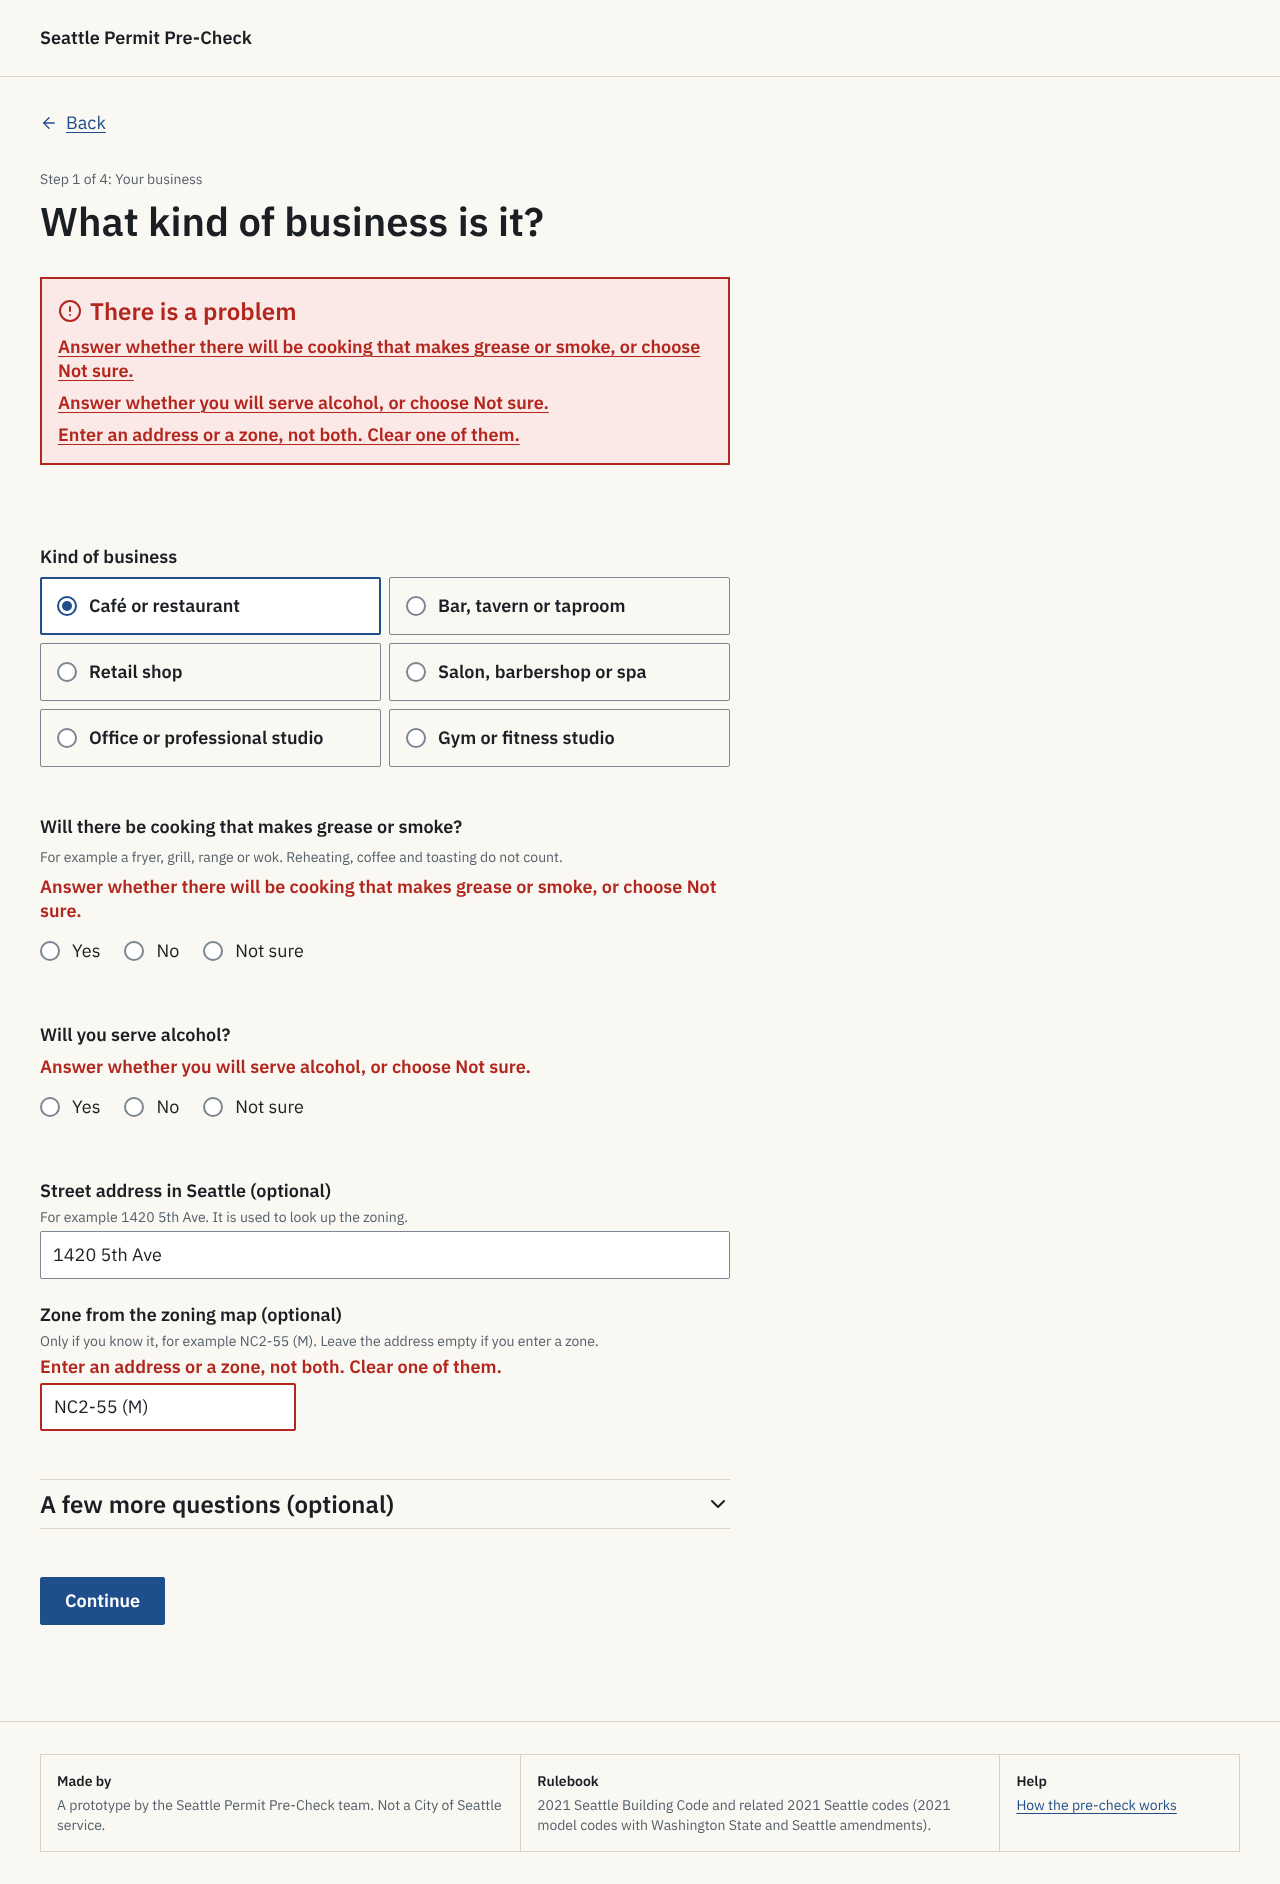 Seattle Permit Pre-Check
Back
Step 1 of 4: Your business
What kind of business is it?
There is a problem
Answer whether there will be cooking that makes grease or smoke, or choose
Not sure.
Answer whether you will serve alcohol, or choose Not sure.
Enter an address or a zone, not both. Clear one of them.
Kind of business
Café or restaurant
Bar, tavern or taproom
Retail shop
Salon, barbershop or spa
Office or professional studio
Gym or fitness studio
Will there be cooking that makes grease or smoke?
For example a fryer, grill, range or wok. Reheating, coffee and toasting do not count.
Answer whether there will be cooking that makes grease or smoke, or choose Not
sure.
Yes No Not sure
Will you serve alcohol?
Answer whether you will serve alcohol, or choose Not sure.
Yes No Not sure
Street address in Seattle (optional)
For example 1420 5th Ave. It is used to look up the zoning.
1420 5th Ave
Zone from the zoning map (optional)
Only if you know it, for example NC2-55 (M). Leave the address empty if you enter a zone.
Enter an address or a zone, not both. Clear one of them.
NC2-55 (M)
A few more questions (optional)
Continue
Made by
A prototype by the Seattle Permit Pre-Check team. Not a City of Seattle
service.
Rulebook
2021 Seattle Building Code and related 2021 Seattle codes (2021
model codes with Washington State and Seattle amendments).
Help
How the pre-check works